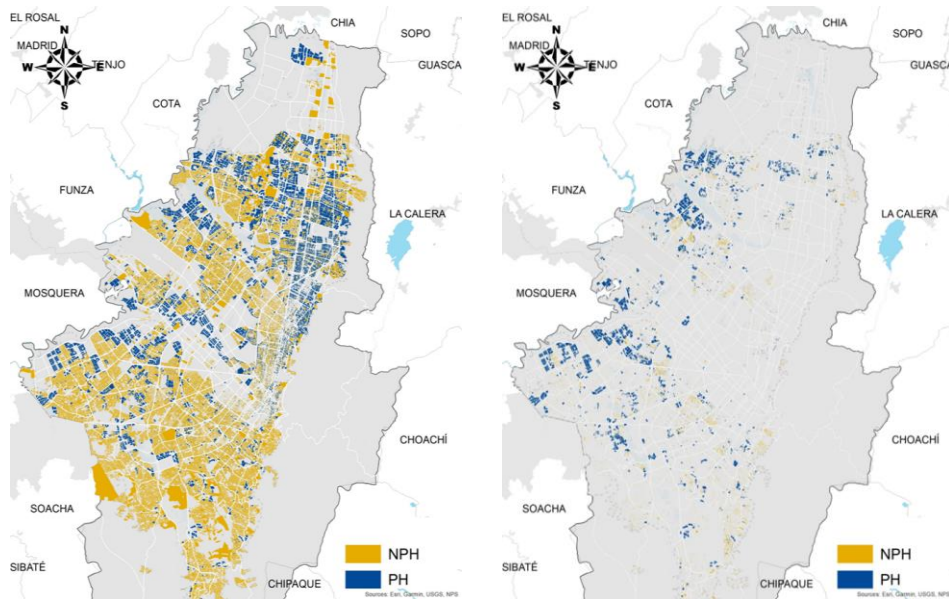 EL ROSAL
CHIA
SOPO
N
MADRID
W
E
TENJO
GUASCA
S
COTA
FUNZA
LA CALERA
MOSQUERA
CHOACHÍ
SOACHA
NPH
PH
SIBATÉ
CHIPAQUE
Sources: Esri, Garmin, USGS, NPS
EL ROSAL
CHIA
SOPO
N
MADRID
W
E
TENJO
GUASCA
S
COTA
FUNZA
LA CALERA
MOSQUERA
CHOACHÍ
SOACHA
NPH
PH
SIBATÉ
CHIPAQUE
Sources: Esri, Garmin, USGS, NPS